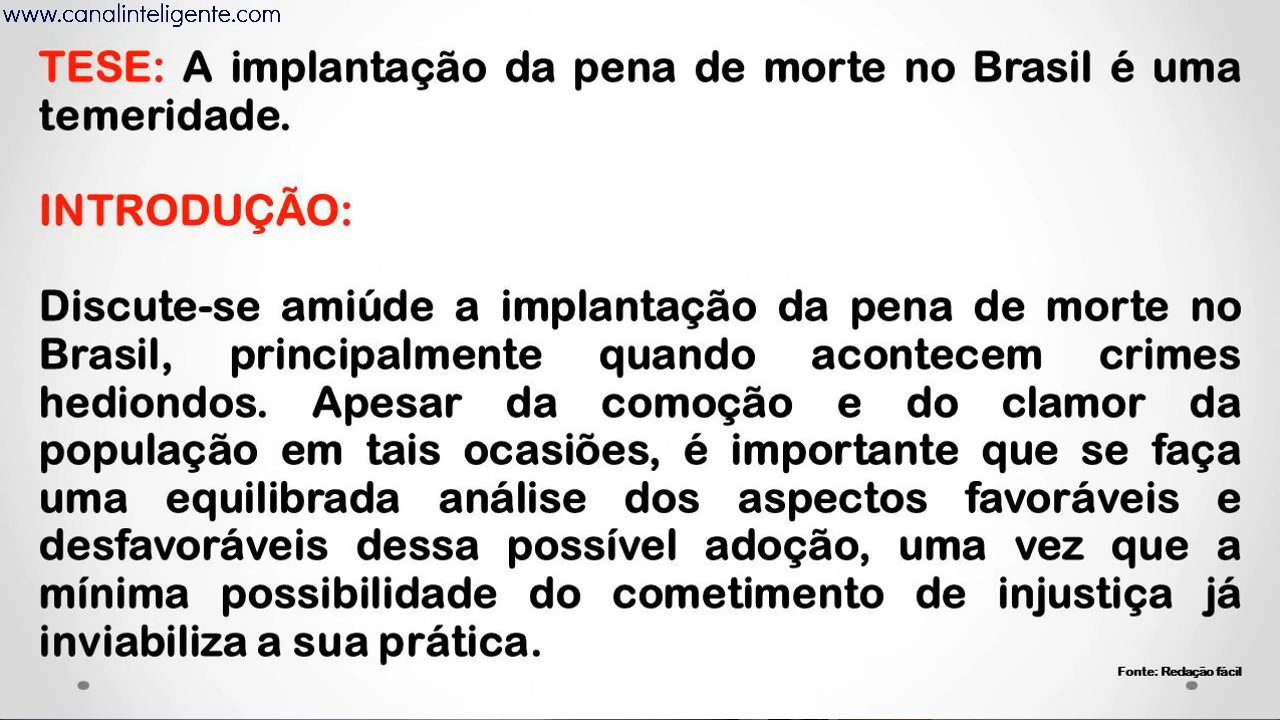 www.canalinteligente.com
TESE: A implantação da pena de morte no Brasil é uma
temeridade.
INTRODUÇÃO:
Discute-se amiúde a implantação da pena de morte no
Brasil, principalmente quando acontecem crimes
hediondos. Apesar da comoção e do clamor da
população em tais ocasiões, é importante que se faça
uma equilibrada análise dos aspectos favoráveis e
desfavoráveis dessa possível adoção, uma vez que a
mínima possibilidade do cometimento de injustiça já
inviabiliza a sua prática.
Fonte: Redação fácil